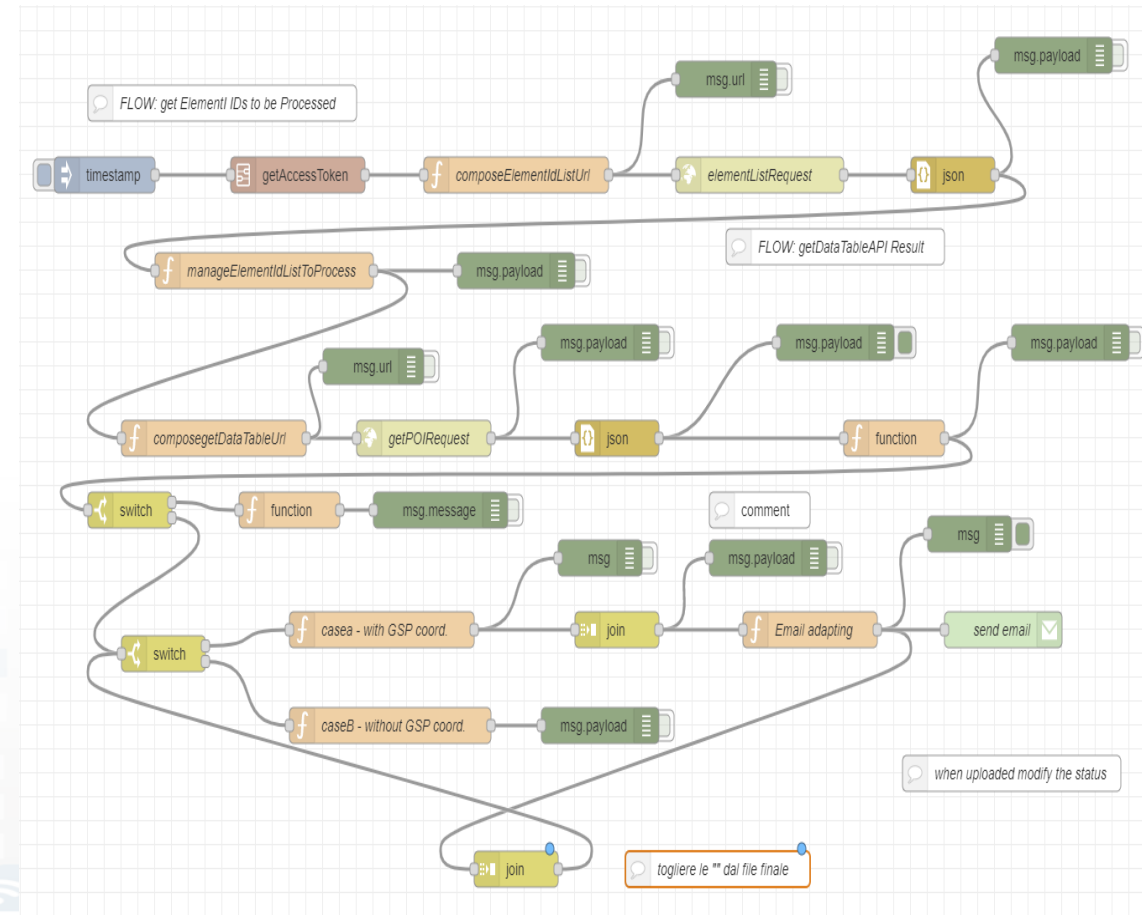 msg.payload
msg.url
FLOW: get ElementI IDs to be Processed
timestamp
getAccessToken
composeElementIdListUrl
elementListRequest
json
FLOW: getDataTableAPI Result
manageElementIdListToProcess
msg.payload
msg.payload
msg.payload
msg.payload
msg.url
composegetDataTableUrl
getPOIRequest
json
function
switch
function
msg.message
comment
msg
msg
msg.payload
casea - with GSP coord.
join
Email adapting
send email
switch
caseB - without GSP coord.
msg.payload
when uploaded modify the status
join
togliere le "" dal file finale